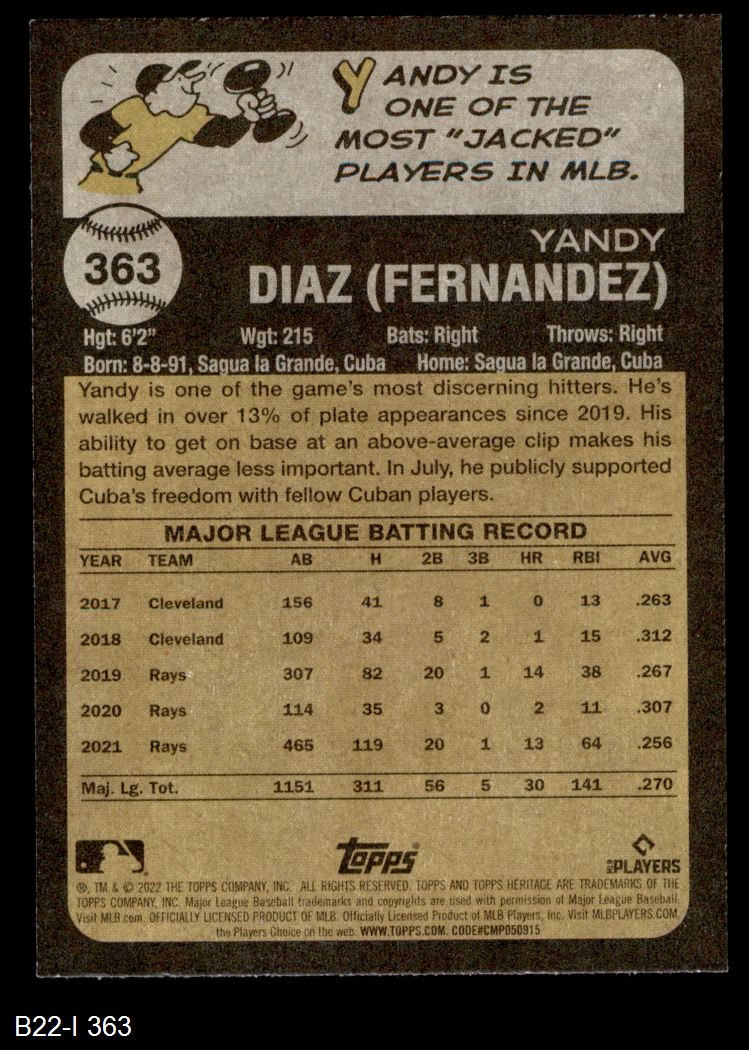 YANDY IS
ONE OF THE
MOST "JACKED"
PLAYERS IN MLB.
363
YANDY
DIAZ (FERNANDEZ)
Hgt: 6'2" Wgt: 215 Bats: Right Throws: Right
Born: 8-8-91, Sagua la Grande, Cuba Home: Sagua la Grande, Cuba
Yandy is one of the game's most discerning hitters. He's
walked in over 13% of plate appearances since 2019. His
ability to get on base at an above-average clip makes his
batting average less important. In July, he publicly supported
Cuba's freedom with fellow Cuban players.
MAJOR LEAGUE BATTING RECORD
YEAR TEAM AB H 2B 3B HR RBI AVG
2017 Cleveland 156 41 8 1 0 13 .263
2018 Cleveland 109 34 5 2 1 15 .312
2019 Rays 307 82 20 1 14 38 .267
2020 Rays 114 35 3 0 2 11 .307
2021 Rays 465 119 20 1 13 64 .256
Maj. Lg. Tot. 1151 311 56 5 30 141 .270
Topps
MLB PLAYERS
®, TM & © 2022 THE TOPPS COMPANY, INC. ALL RIGHTS RESERVED. TOPPS AND TOPPS HERITAGE ARE TRADEMARKS OF THE
TOPPS COMPANY, INC. Major League Baseball trademarks and copyrights are used with permission of Major League Baseball.
Visit MLB.com. OFFICIALLY LICENSED PRODUCT OF MLB. Officially Licensed Product of MLB Players, Inc. Visit MLBPLAYERS.COM,
the Players Choice on the web. WWW.TOPPS.COM. CODE#CMP050915
B22-I 363